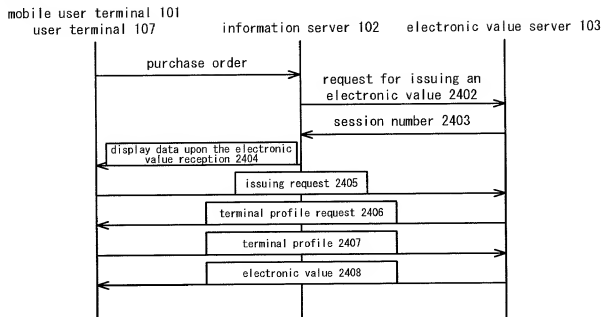 mobile user terminal 101
user terminal 107
information server 102
electronic value server 103
purchase order
request for issuing an
electronic value 2402
session number 2403
display data upon the electronic
value reception 2404
issuing request 2405
terminal profile request 2406
terminal profile 2407
electronic value 2408